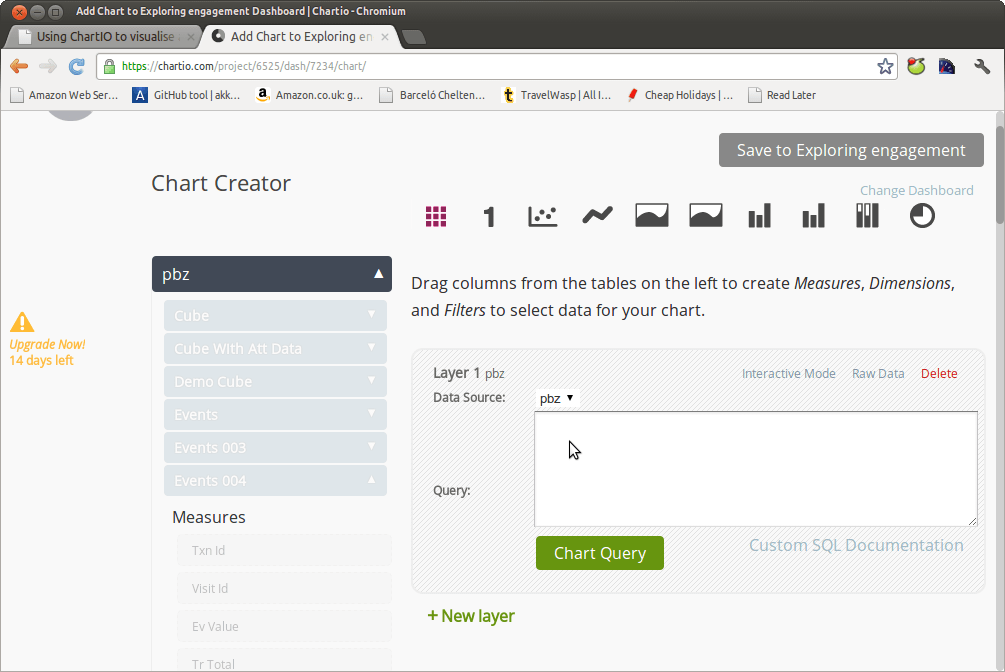 Add Chart to Exploring engagement Dashboard | Chartio - Chromium
Using ChartIO to visualise
Add Chart to Exploring en
https://chartio.com/project/6525/dash/7234/chart/
Amazon Web Ser... GitHub tool | akk... Amazon.co.uk: g... Barceló Chelten... TravelWasp | All I... Cheap Holidays | ... Read Later
Save to Exploring engagement
Chart Creator
Change Dashboard
1
pbz
Drag columns from the tables on the left to create Measures, Dimensions,
and Filters to select data for your chart.
Cube
Cube WIth Att Data
Demo Cube
Events
Events 003
Events 004
Measures
Txn Id
Visit Id
Ev Value
Tr Total
Upgrade Now!
14 days left
Layer 1 pbz
Interactive Mode Raw Data Delete
Data Source: pbz
Query:
Chart Query
Custom SQL Documentation
+ New layer